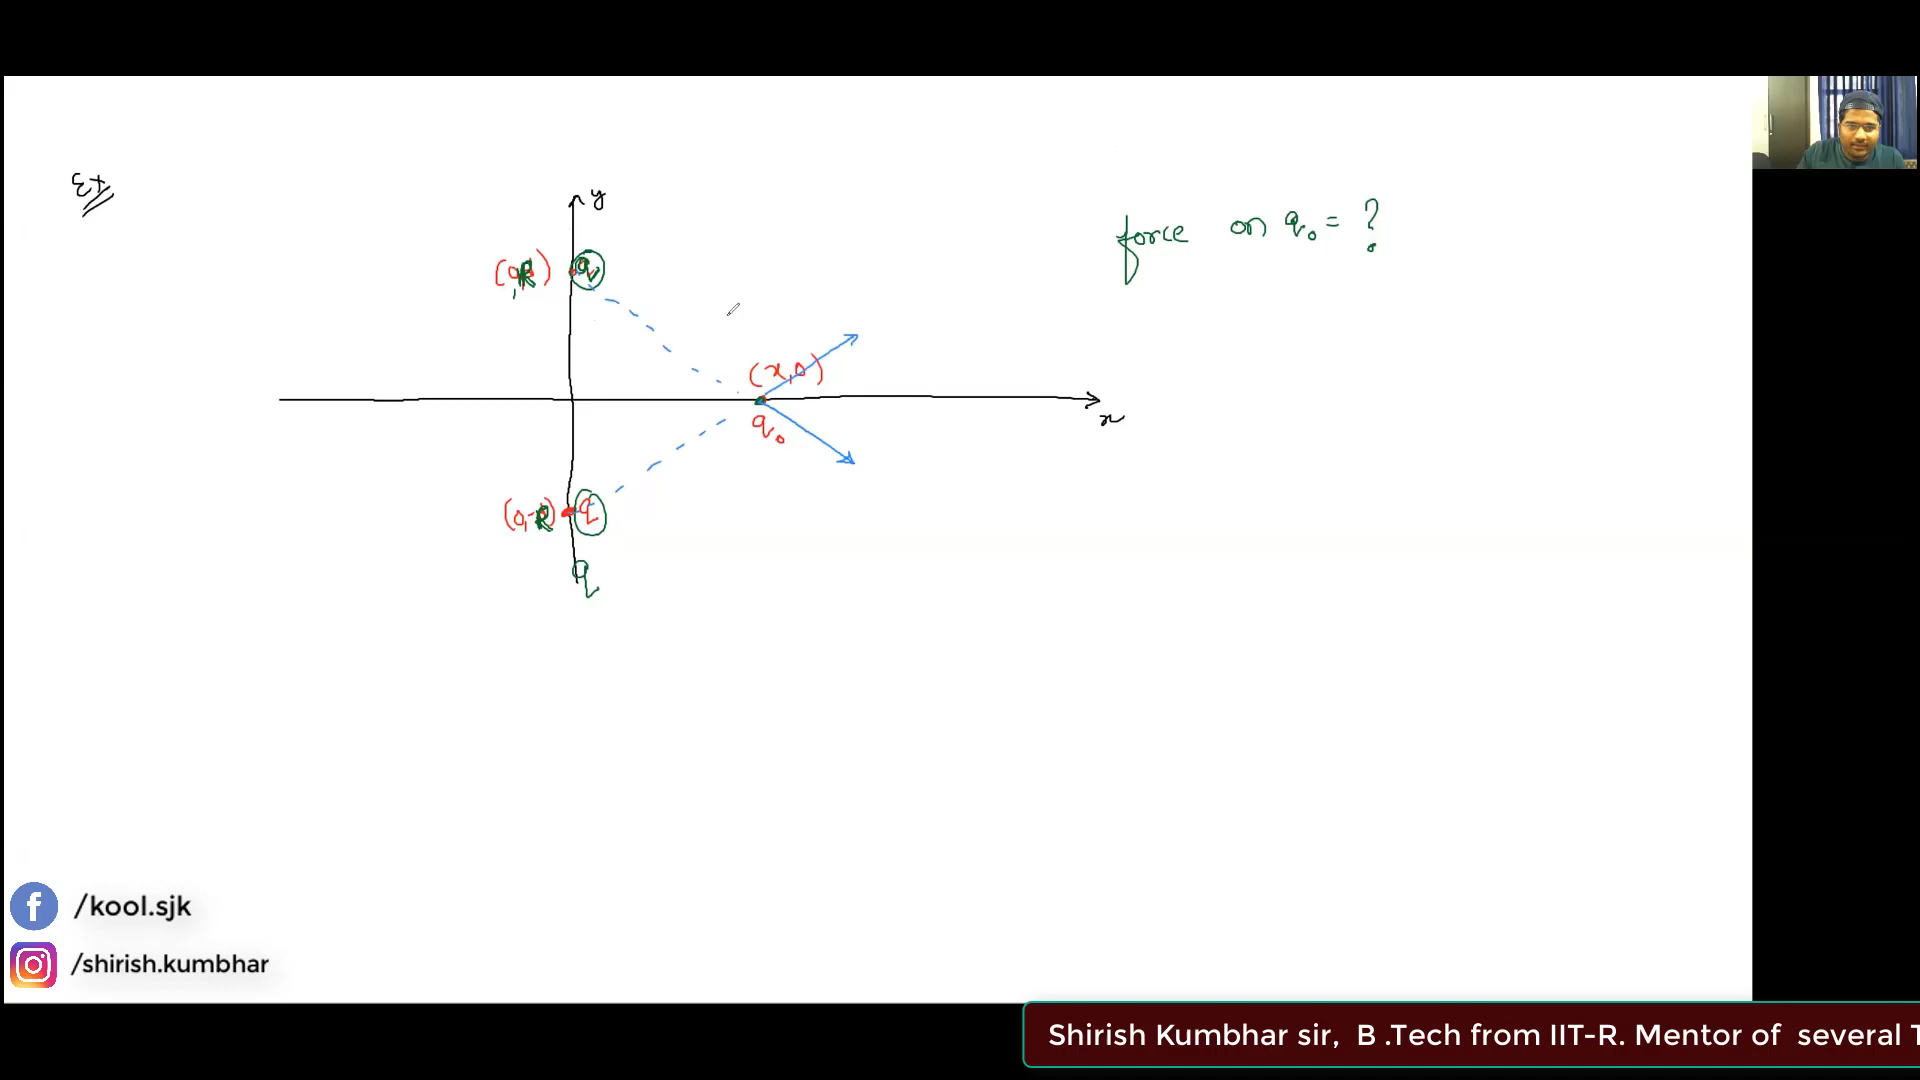 Ex
y
(0,R) q
force on q₀ = ?
(x,0)
q₀
x
(0,-R) q
q
/kool.sjk
/shirish.kumbhar
Shirish Kumbhar sir, B .Tech from IIT-R. Mentor of several